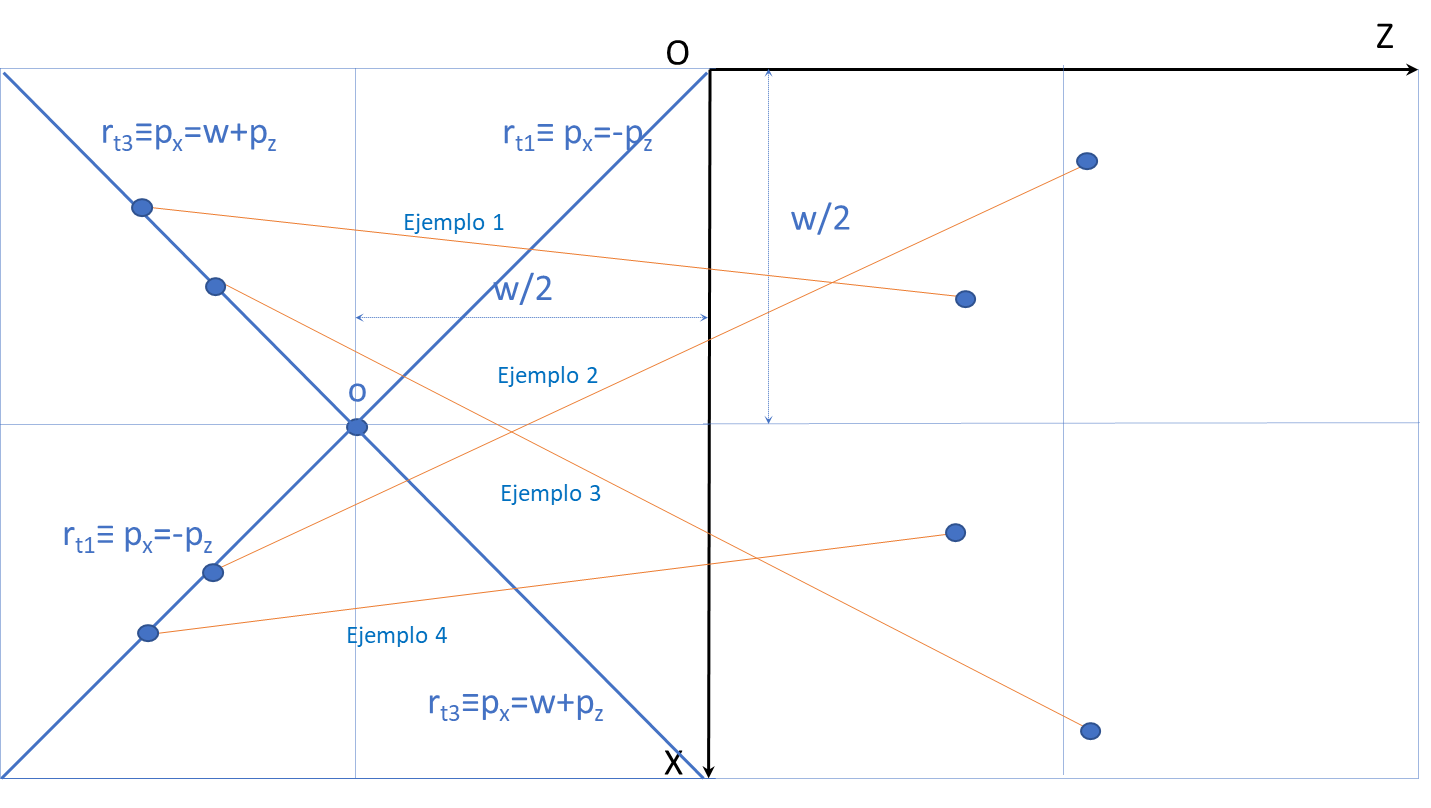 O
Z
rt3≡px=w+pz
rt1≡ px=-pz
Ejemplo 1
w/2
w/2
Ejemplo 2
o
Ejemplo 3
rt1≡ px=-pz
Ejemplo 4
rt3≡px=w+pz
X